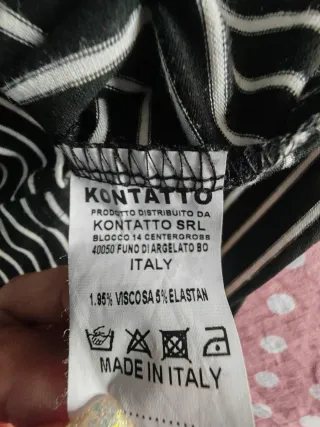 KONTATTO
PRODOTTO DISTRIBUITO DA
KONTATTO SRL
BLOCCO 14 CENTERGROSS
40050 FUNO DI ARGELATO BO
ITALY
1.95% VISCOSA 5% ELASTAN
MADE IN ITALY